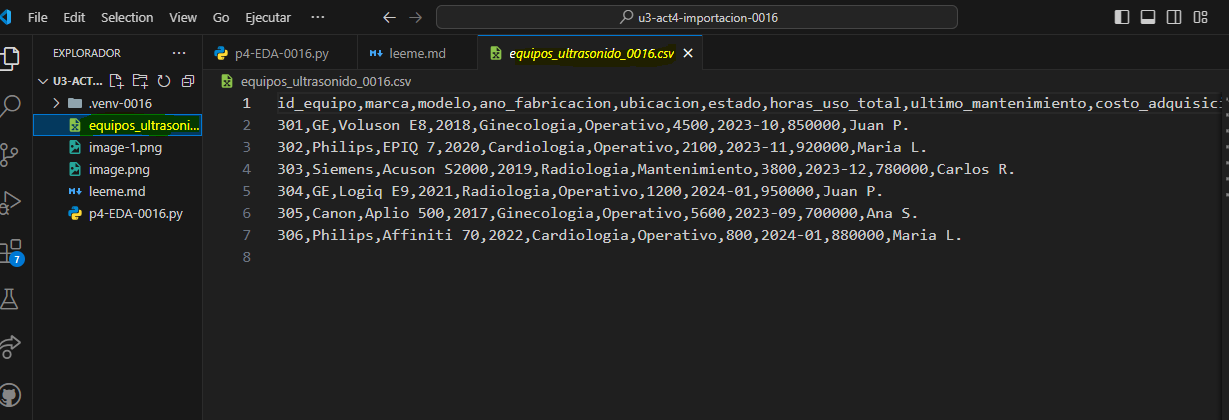 File Edit Selection View Go Ejecutar ··· u3-act4-importacion-0016
EXPLORADOR ···
U3-ACT...
.venv-0016
equipos_ultrasoni...
image-1.png
image.png
leeme.md
p4-EDA-0016.py
7
p4-EDA-0016.py leeme.md equipos_ultrasonido_0016.csv
equipos_ultrasonido_0016.csv
1 id_equipo,marca,modelo,ano_fabricacion,ubicacion,estado,horas_uso_total,ultimo_mantenimiento,costo_adquisic
2 301,GE,Voluson E8,2018,Ginecologia,Operativo,4500,2023-10,850000,Juan P.
3 302,Philips,EPIQ 7,2020,Cardiologia,Operativo,2100,2023-11,920000,Maria L.
4 303,Siemens,Acuson S2000,2019,Radiologia,Mantenimiento,3800,2023-12,780000,Carlos R.
5 304,GE,Logiq E9,2021,Radiologia,Operativo,1200,2024-01,950000,Juan P.
6 305,Canon,Aplio 500,2017,Ginecologia,Operativo,5600,2023-09,700000,Ana S.
7 306,Philips,Affiniti 70,2022,Cardiologia,Operativo,800,2024-01,880000,Maria L.
8